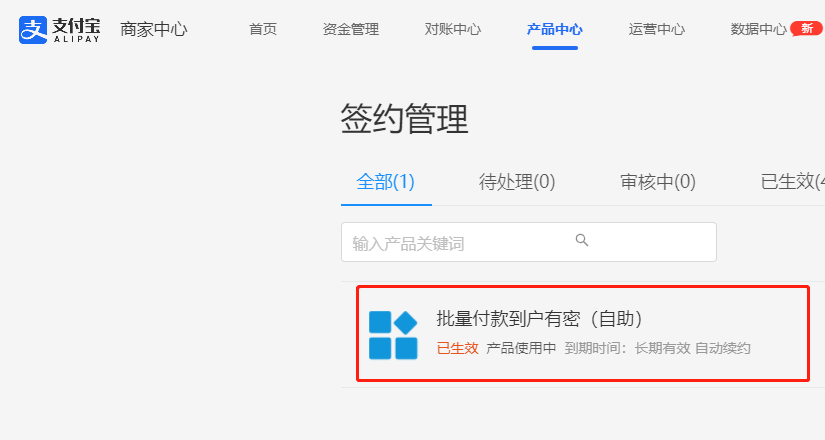 支付宝 ALIPAY 商家中心 首页 资金管理 对账中心 产品中心 运营中心 数据中心 新
签约管理
全部(1) 待处理(0) 审核中(0) 已生效(4
输入产品关键词
批量付款到户有密（自助）
已生效 产品使用中 到期时间：长期有效 自动续约